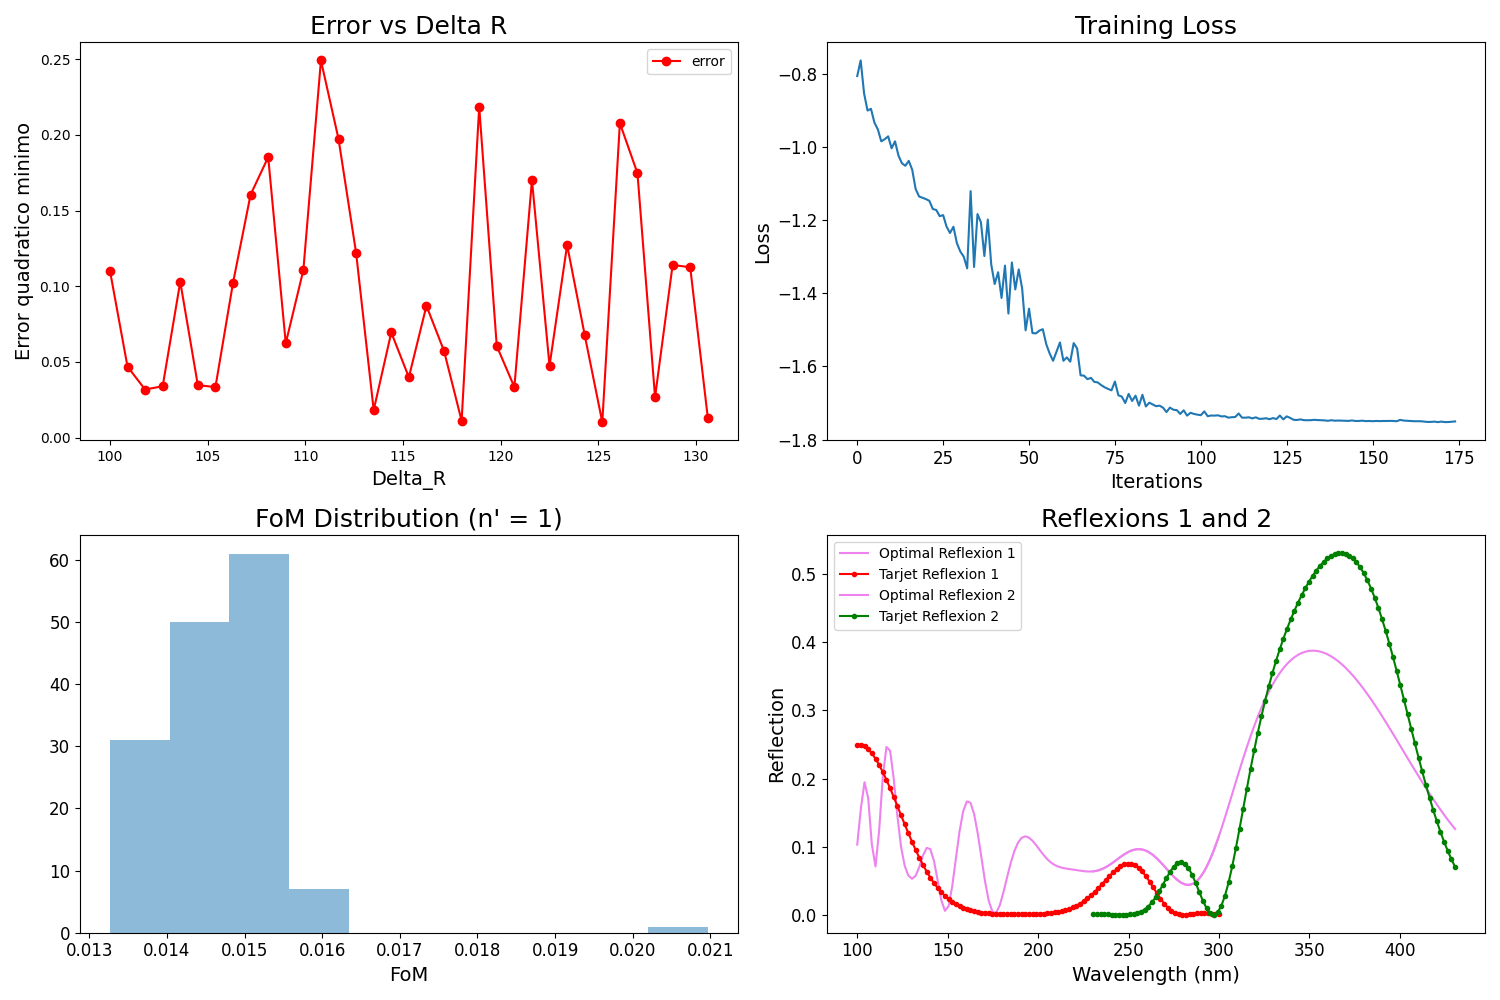 Error vs Delta R
Error quadratico minimo
0.25
0.20
0.15
0.10
0.05
0.00
error
100 105 110 115 120 125 130
Delta_R
Training Loss
Loss
−0.8
−1.0
−1.2
−1.4
−1.6
−1.8
0 25 50 75 100 125 150 175
Iterations
FoM Distribution (n' = 1)
60
50
40
30
20
10
0
0.013 0.014 0.015 0.016 0.017 0.018 0.019 0.020 0.021
FoM
Reflexions 1 and 2
Reflection
0.5
0.4
0.3
0.2
0.1
0.0
Optimal Reflexion 1
Tarjet Reflexion 1
Optimal Reflexion 2
Tarjet Reflexion 2
100 150 200 250 300 350 400
Wavelength (nm)